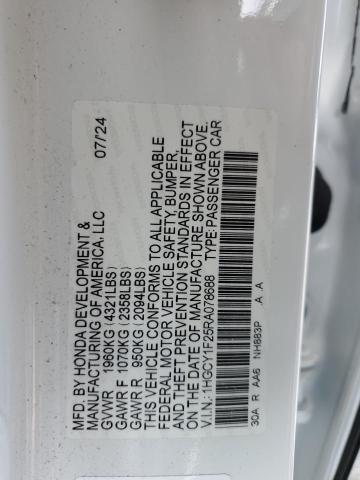 MFD. BY HONDA DEVELOPMENT &
MANUFACTURING OF AMERICA, LLC 07/24
GVWR 1960KG (4321LBS)
GAWR F 1070KG (2358LBS)
GAWR R 950KG (2094LBS)
THIS VEHICLE CONFORMS TO ALL APPLICABLE
FEDERAL MOTOR VEHICLE SAFETY, BUMPER,
AND THEFT PREVENTION STANDARDS IN EFFECT
ON THE DATE OF MANUFACTURE SHOWN ABOVE.
V.I.N.: 1HGCY1F25RA078688 TYPE: PASSENGER CAR
30A R AA6 NH883P A .A